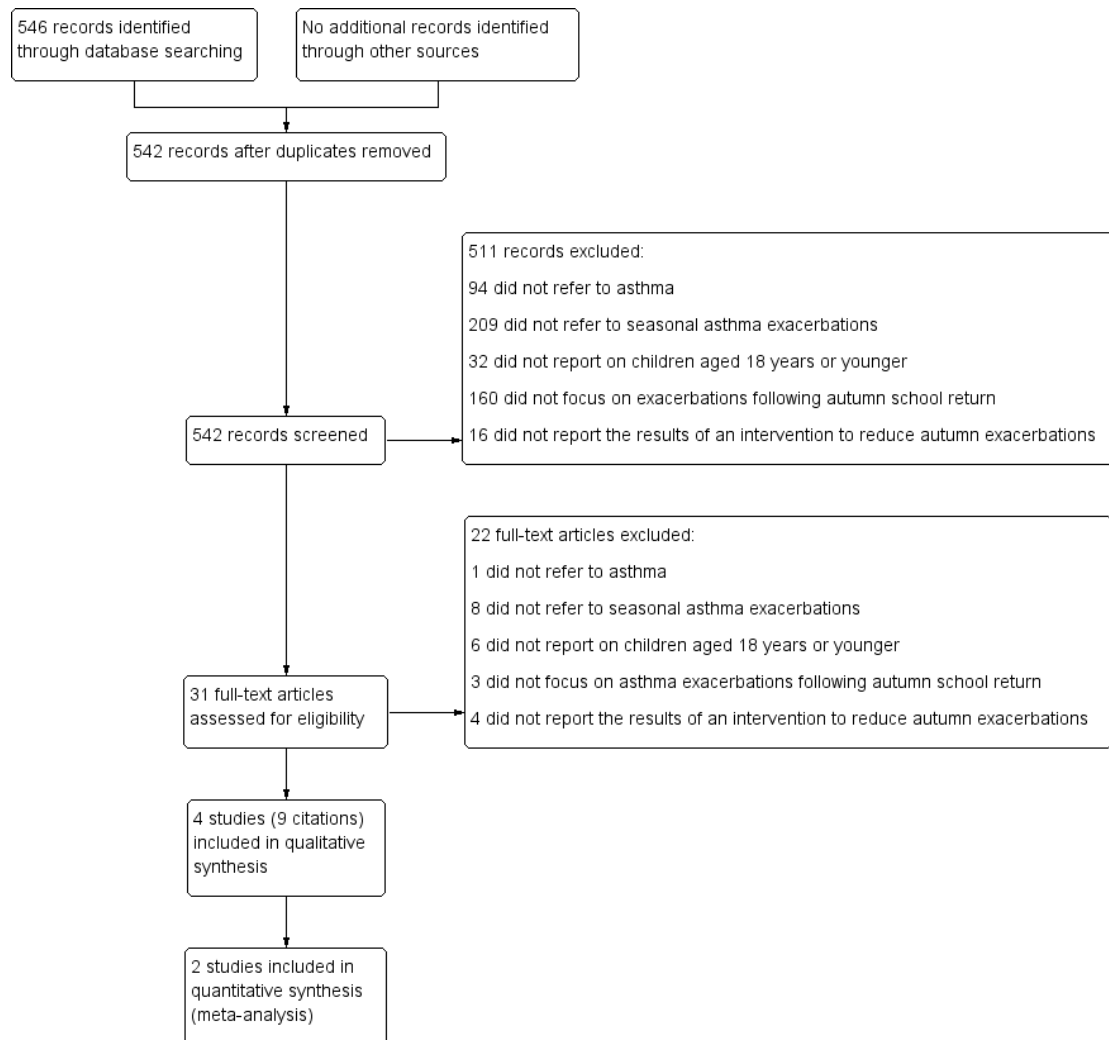 546 records identified
through database searching
No additional records identified
through other sources
542 records after duplicates removed
511 records excluded:
94 did not refer to asthma
209 did not refer to seasonal asthma exacerbations
32 did not report on children aged 18 years or younger
160 did not focus on exacerbations following autumn school return
16 did not report the results of an intervention to reduce autumn exacerbations
542 records screened
22 full-text articles excluded:
1 did not refer to asthma
8 did not refer to seasonal asthma exacerbations
6 did not report on children aged 18 years or younger
3 did not focus on asthma exacerbations following autumn school return
4 did not report the results of an intervention to reduce autumn exacerbations
31 full-text articles
assessed for eligibility
4 studies (9 citations)
included in qualitative
synthesis
2 studies included in
quantitative synthesis
(meta-analysis)